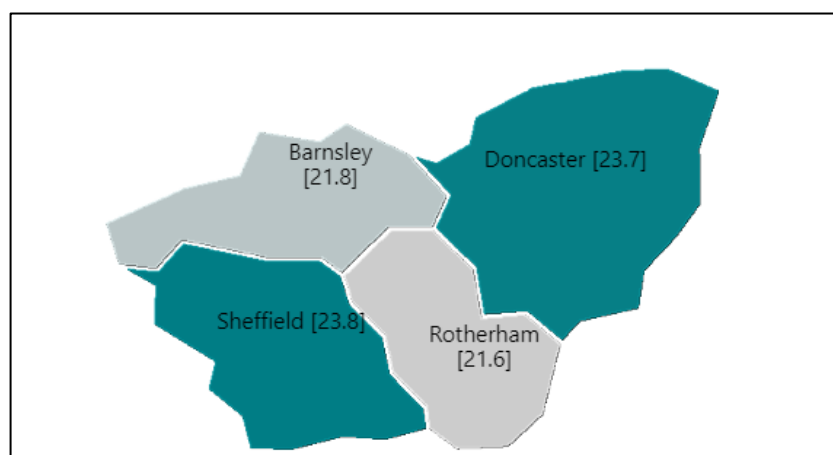 Barnsley
[21.8]
Doncaster [23.7]
Sheffield [23.8]
Rotherham
[21.6]